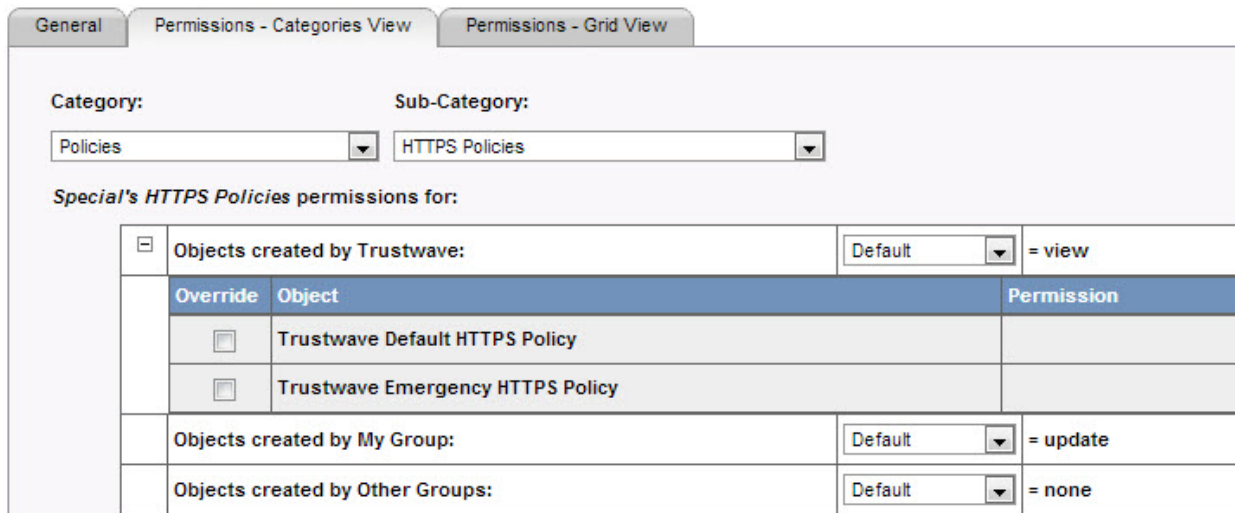 General Permissions - Categories View Permissions - Grid View
Category: Sub-Category:
Policies HTTPS Policies
Special's HTTPS Policies permissions for:
Objects created by Trustwave: Default = view
Override Object Permission
Trustwave Default HTTPS Policy
Trustwave Emergency HTTPS Policy
Objects created by My Group: Default = update
Objects created by Other Groups: Default = none